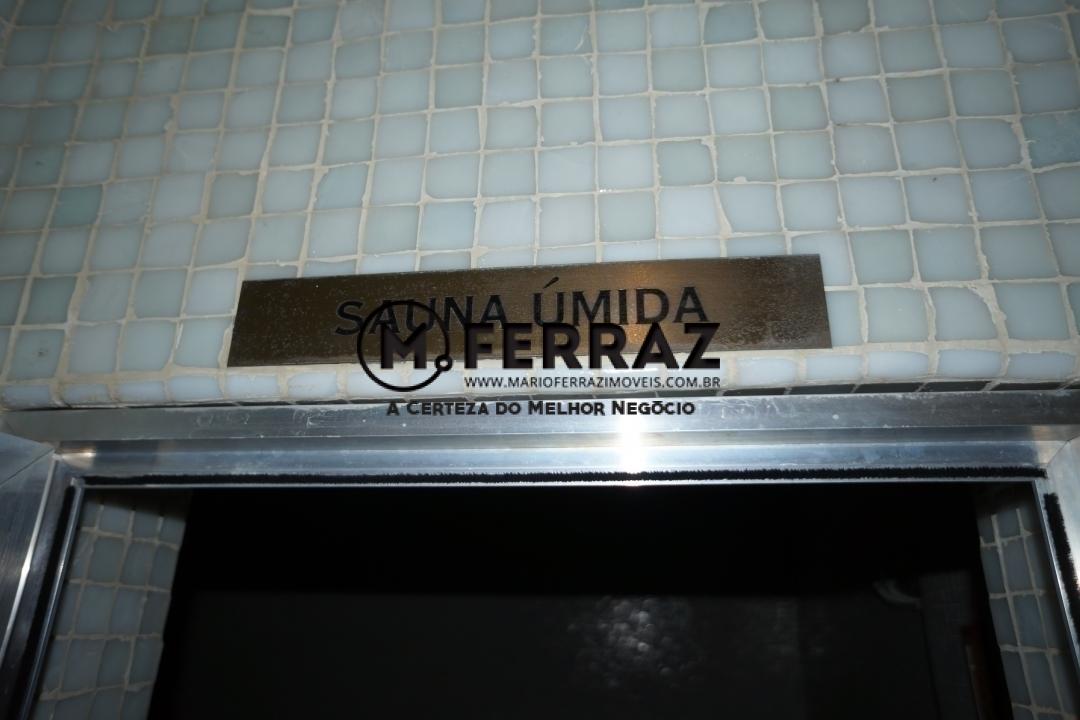 SAUNA ÚMIDA
M.FERRAZ
WWW.MARIOFERRAZIMOVEIS.COM.BR
A CERTEZA DO MELHOR NEGÓCIO